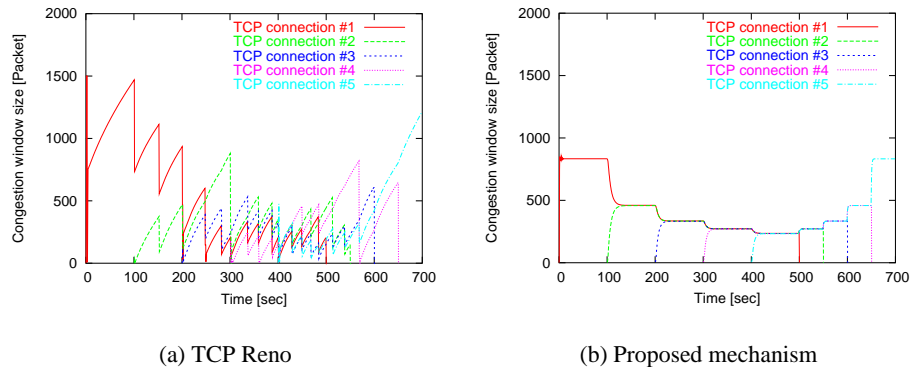 Congestion window size [Packet]
2000
1500
1000
500
0
TCP connection #1
TCP connection #2
TCP connection #3
TCP connection #4
TCP connection #5
0 100 200 300 400 500 600 700
Time [sec]
(a) TCP Reno
Congestion window size [Packet]
2000
1500
1000
500
0
TCP connection #1
TCP connection #2
TCP connection #3
TCP connection #4
TCP connection #5
0 100 200 300 400 500 600 700
Time [sec]
(b) Proposed mechanism